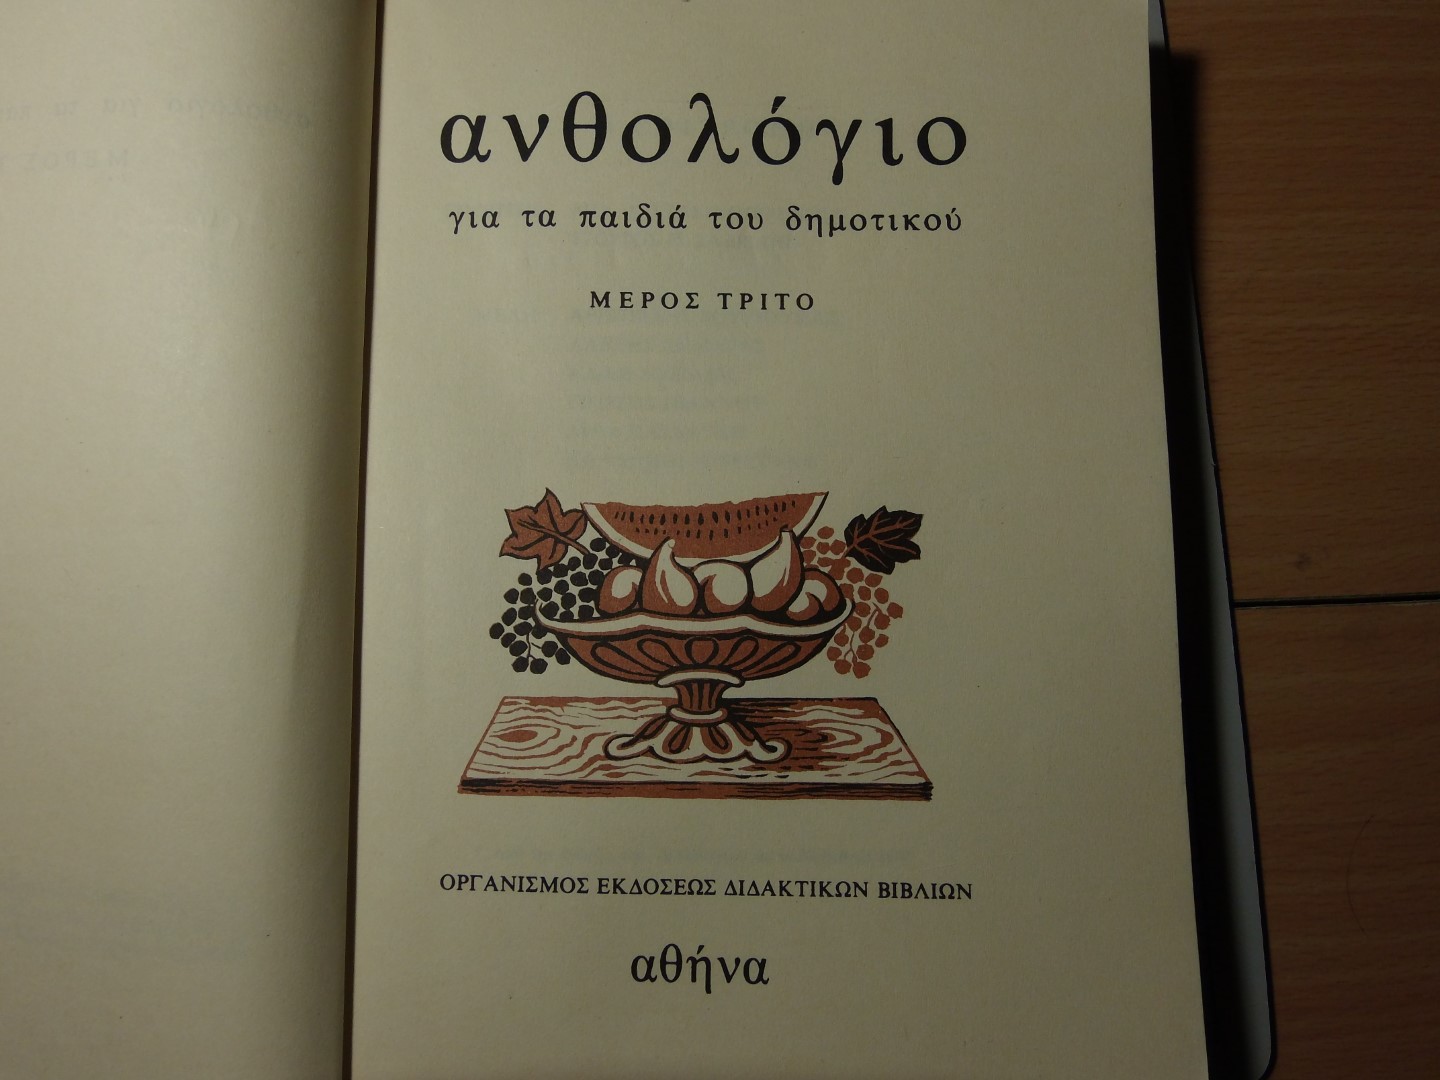 ανθολόγιο
για τα παιδιά του δημοτικού
ΜΕΡΟΣ ΤΡΙΤΟ
ΟΡΓΑΝΙΣΜΟΣ ΕΚΔΟΣΕΩΣ ΔΙΔΑΚΤΙΚΩΝ ΒΙΒΛΙΩΝ
αθήνα